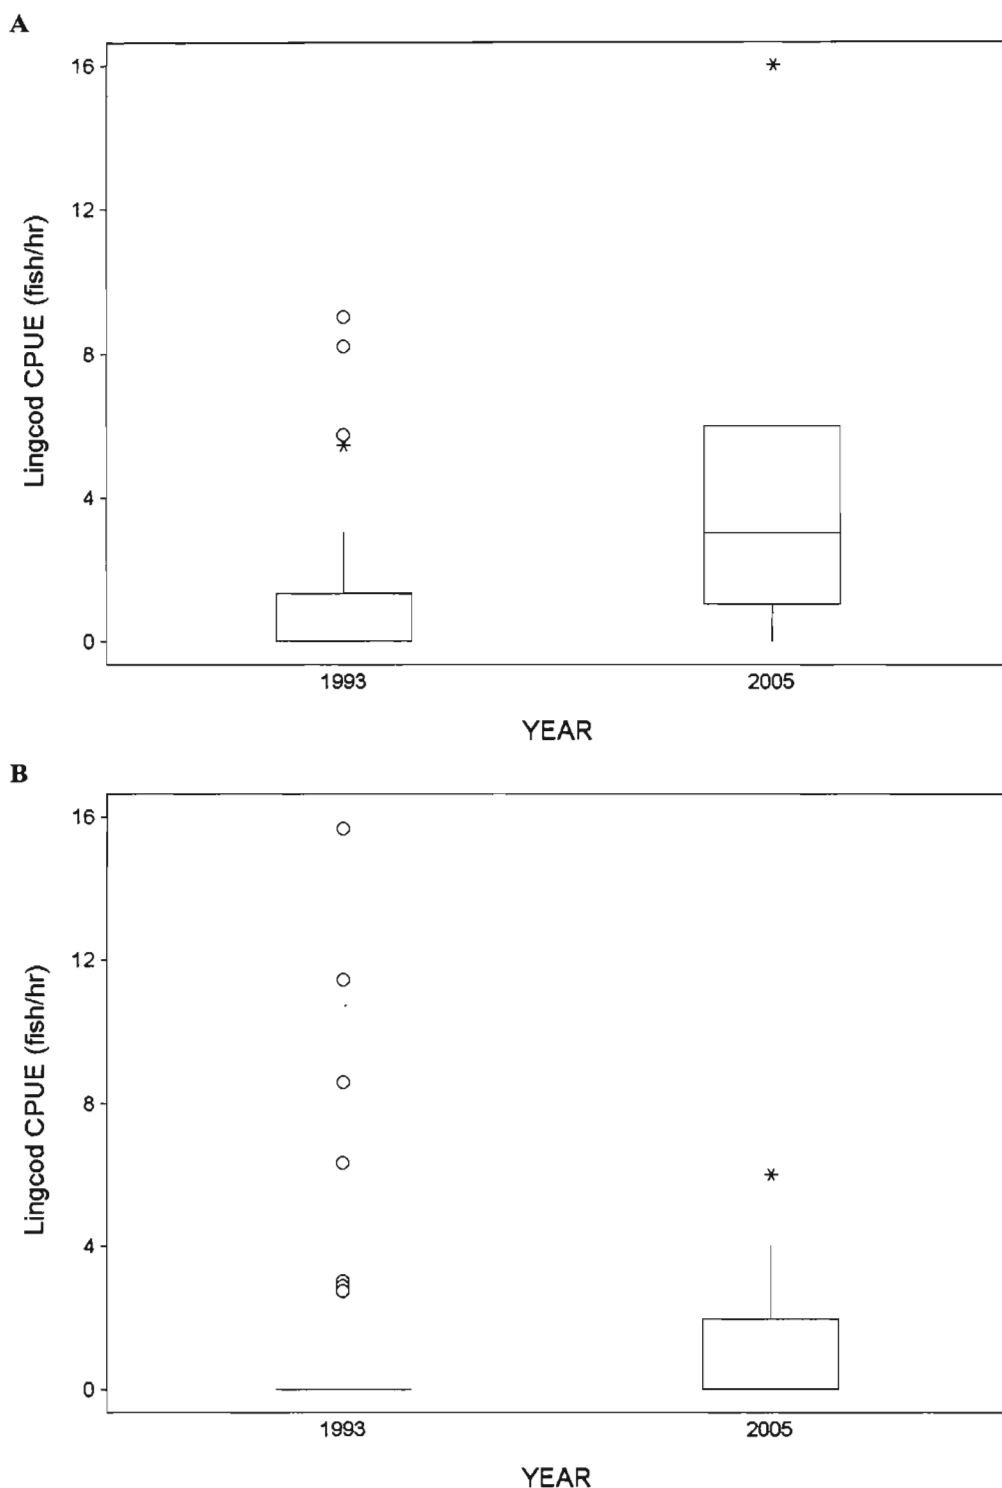 A
16
12
8
4
0
Lingcod CPUE (fish/hr)
1993 2005
YEAR
B
16
12
8
4
0
Lingcod CPUE (fish/hr)
1993 2005
YEAR